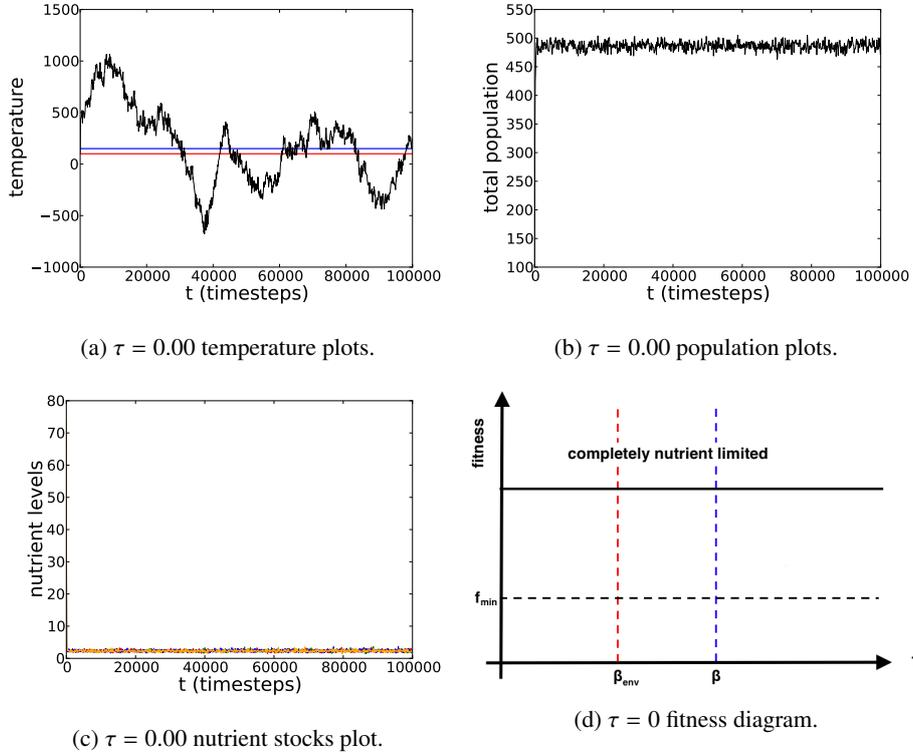 1500
1000
500
0
−500
−1000
temperature
0
20000
40000
60000
80000
100000
t (timesteps)
(a) τ = 0.00 temperature plots.
550
500
450
400
350
300
250
200
150
100
total population
0
20000
40000
60000
80000
100000
t (timesteps)
(b) τ = 0.00 population plots.
80
70
60
50
40
30
20
10
0
nutrient levels
0
20000
40000
60000
80000
100000
t (timesteps)
(c) τ = 0.00 nutrient stocks plot.
fitness
completely nutrient limited
fmin
βenv
β
(d) τ = 0 fitness diagram.